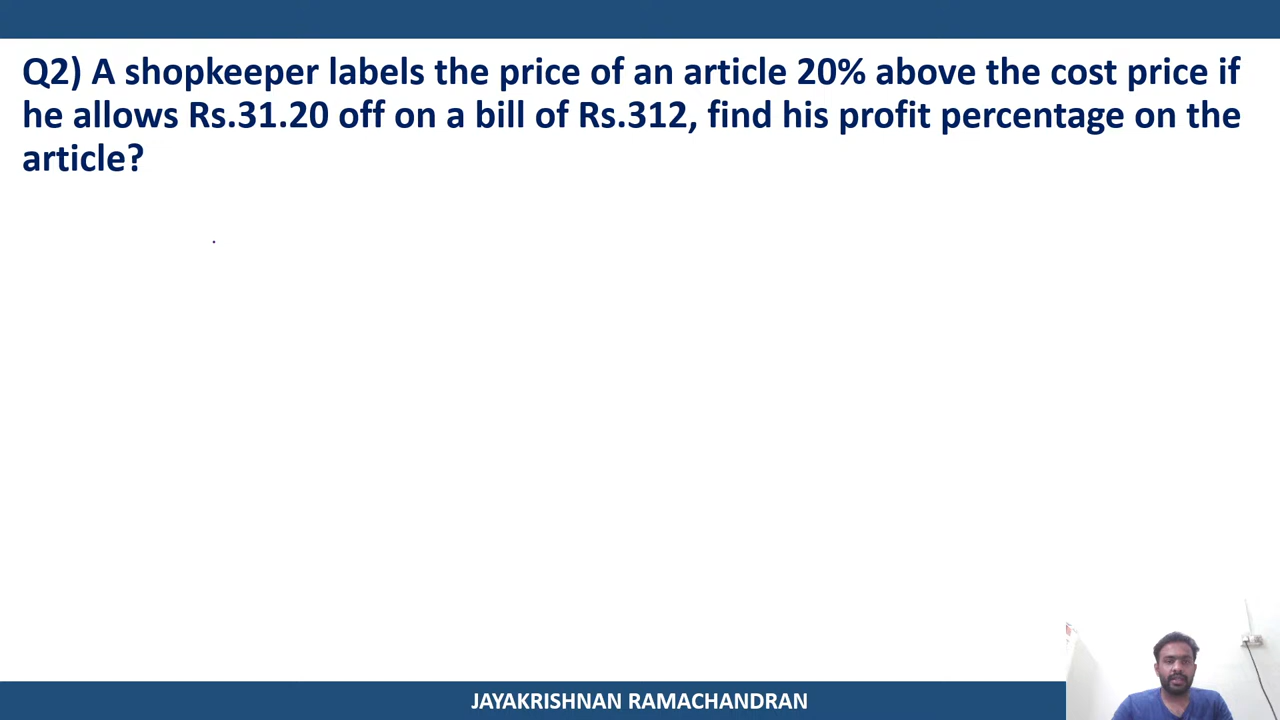 Q2) A shopkeeper labels the price of an article 20% above the cost price if
he allows Rs.31.20 off on a bill of Rs.312, find his profit percentage on the
article?
JAYAKRISHNAN RAMACHANDRAN